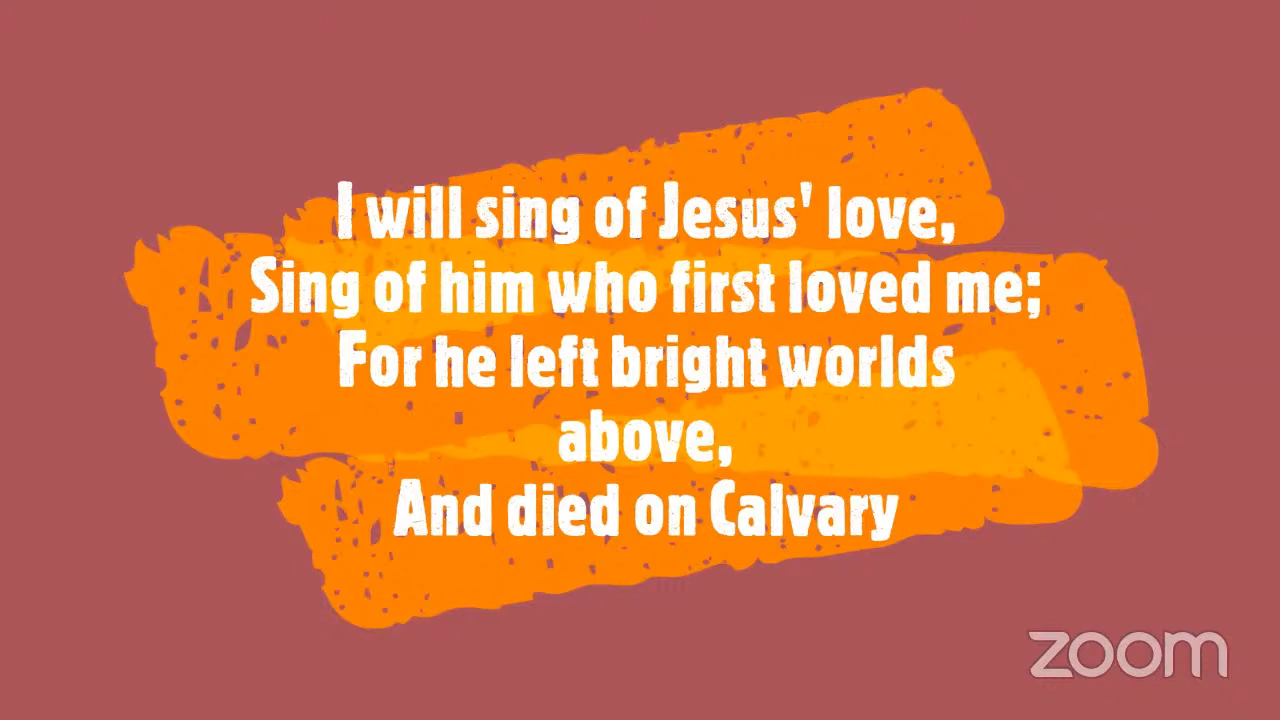 I will sing of Jesus' love,
Sing of him who first loved me;
For he left bright worlds
above,
And died on Calvary
zoom